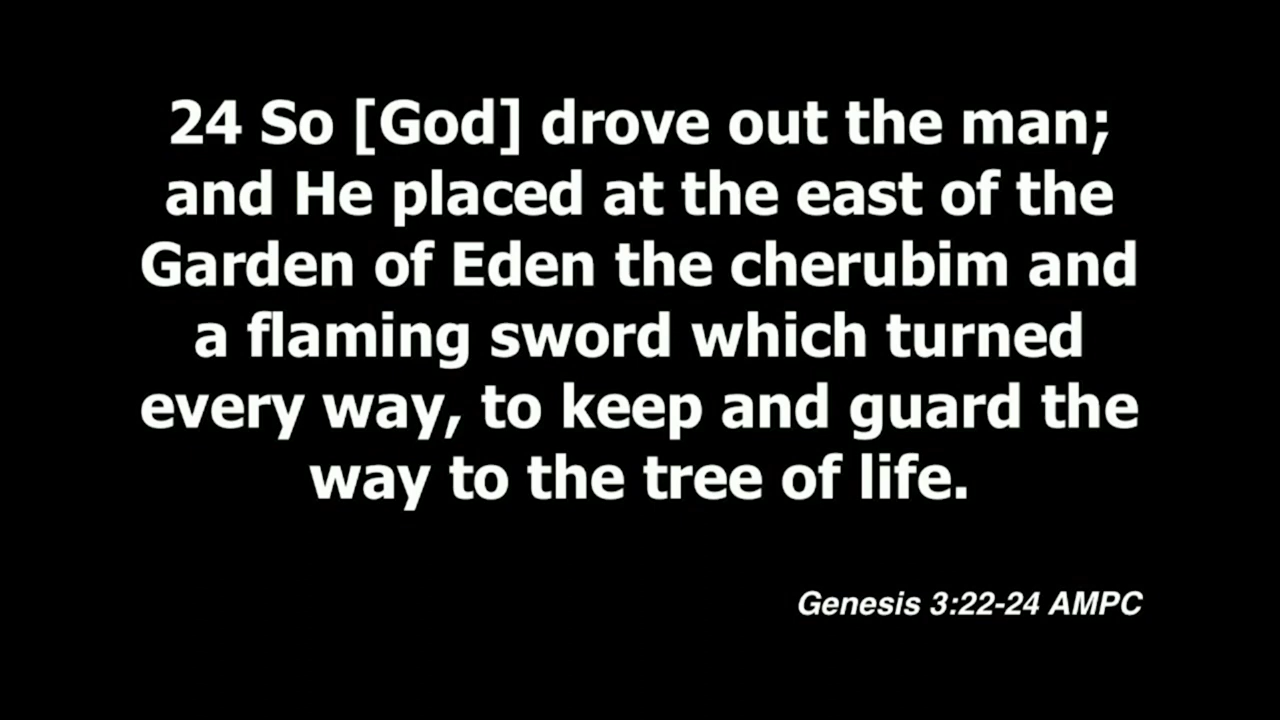 24 So [God] drove out the man;
and He placed at the east of the
Garden of Eden the cherubim and
a flaming sword which turned
every way, to keep and guard the
way to the tree of life.
Genesis 3:22-24 AMPC